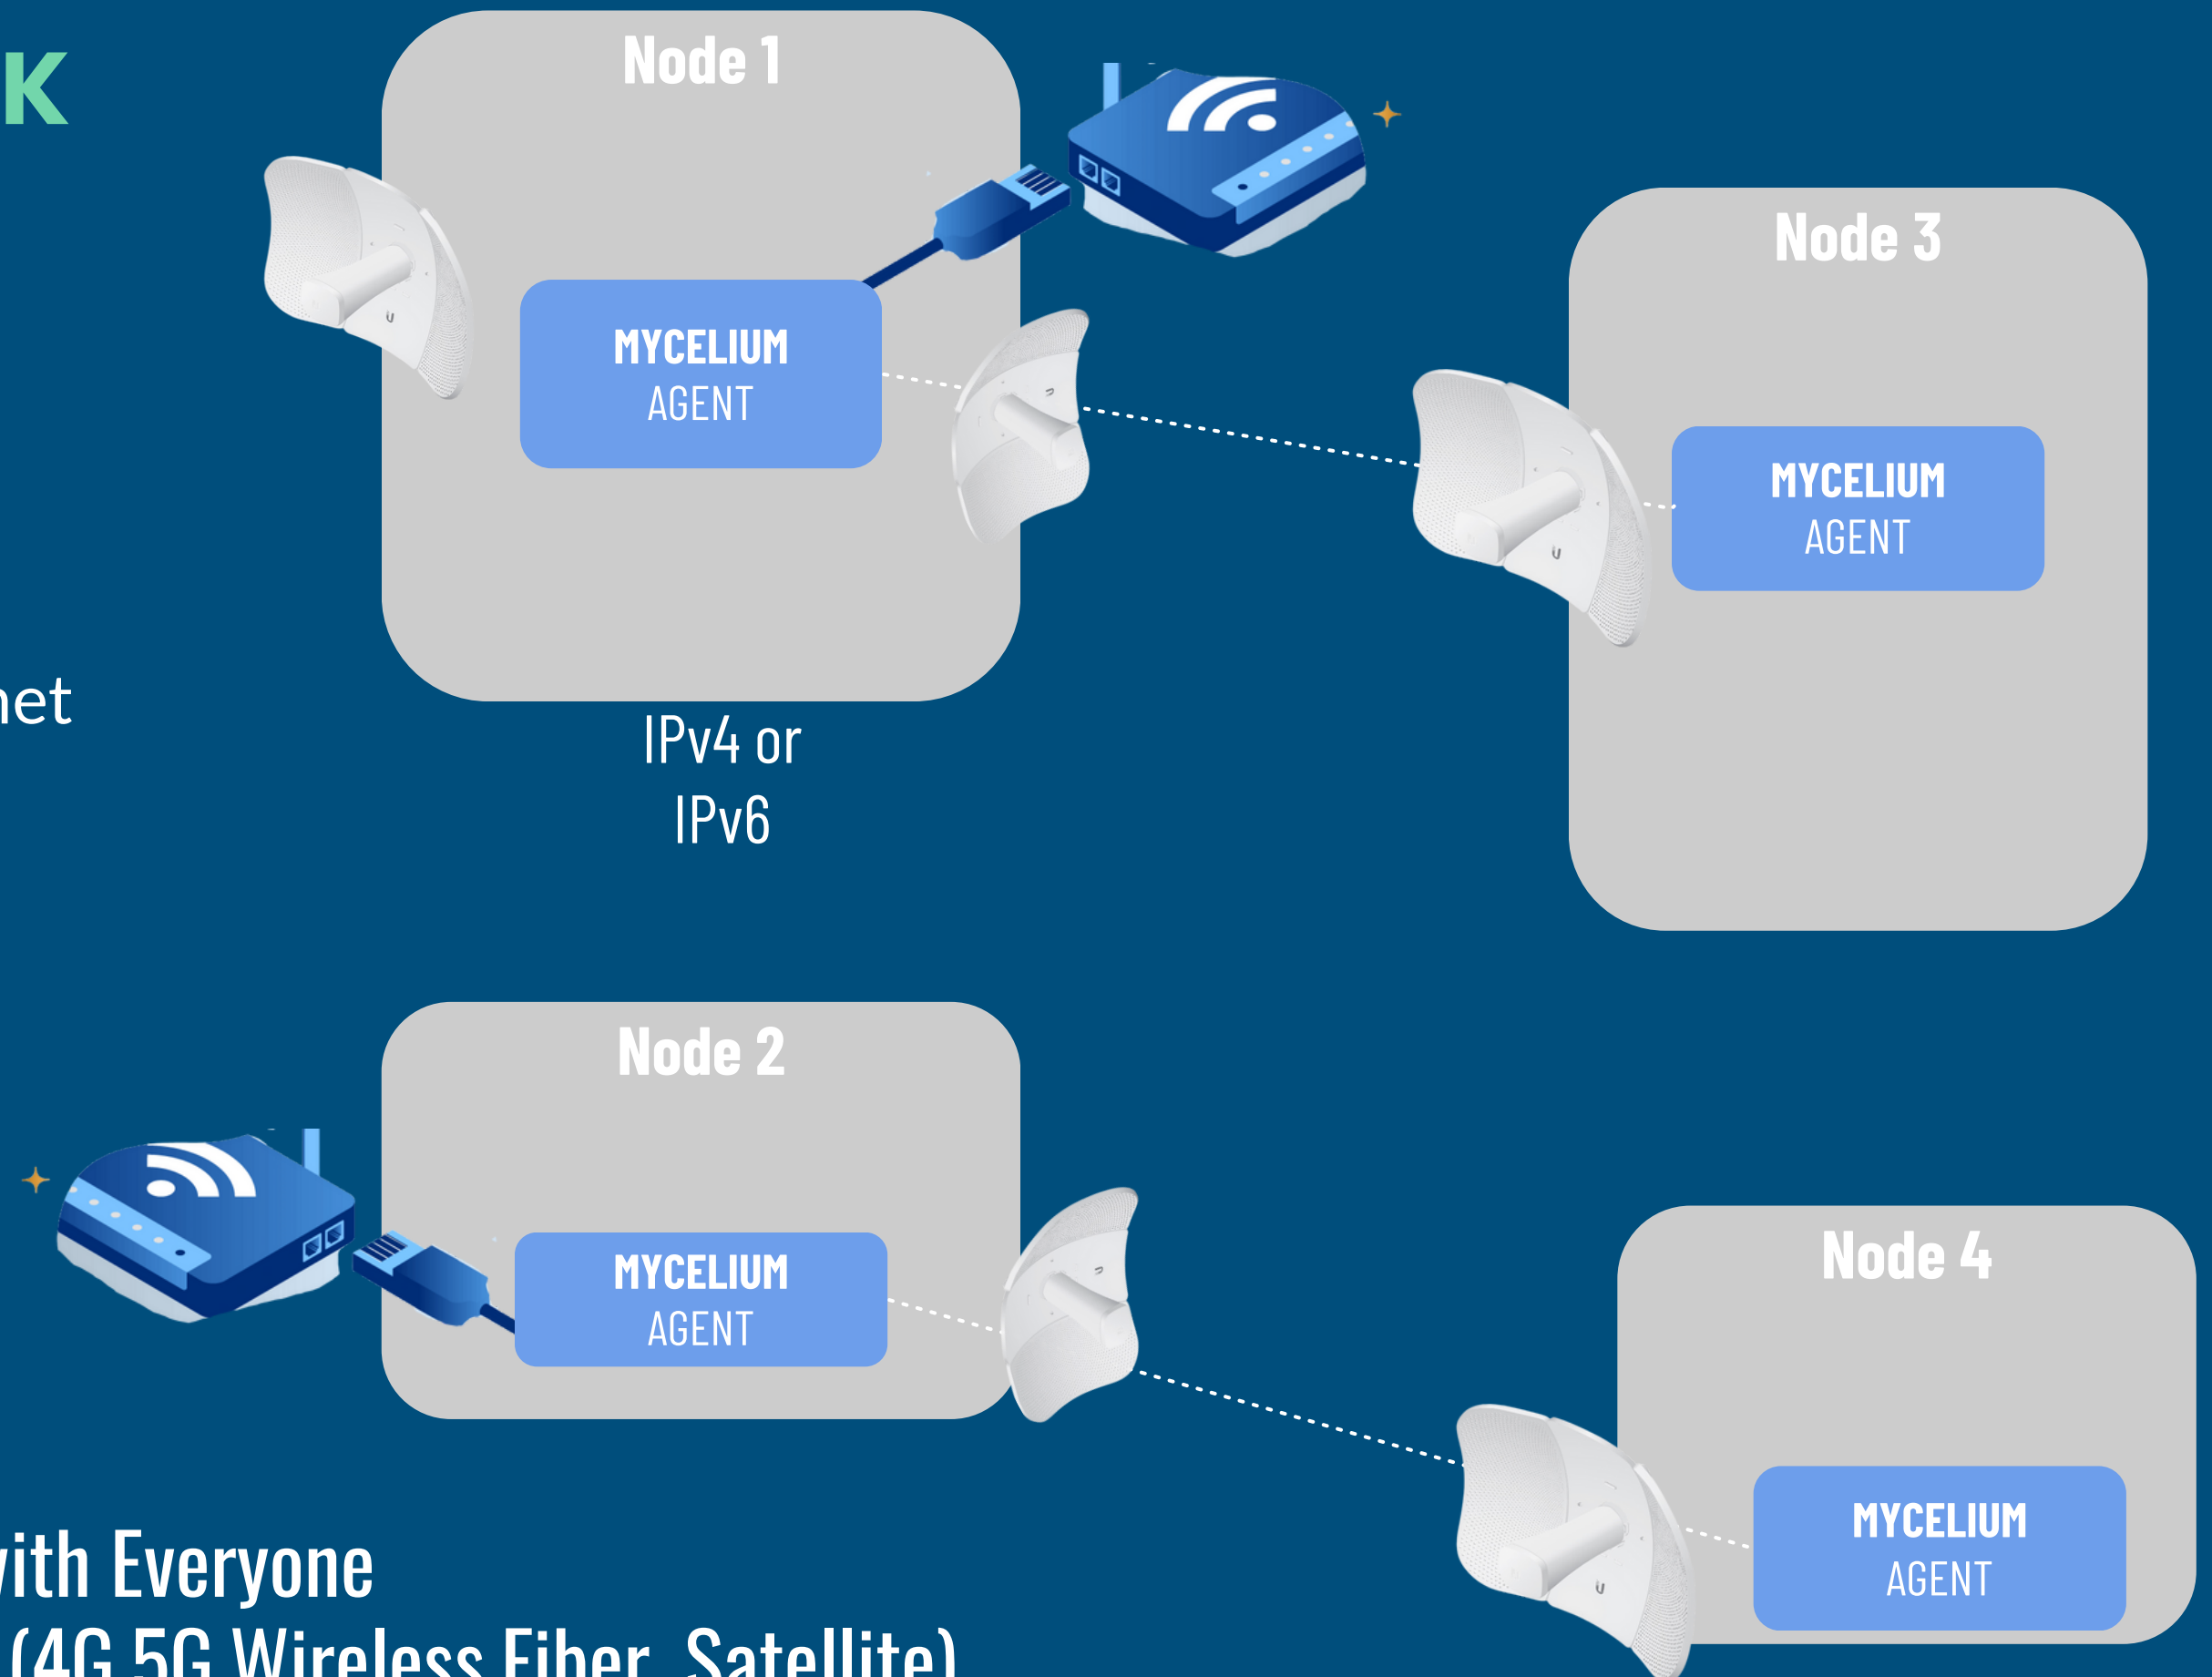 K
Node 1
MYCELIUM
AGENT
Node 3
MYCELIUM
AGENT
net
IPv4 or
IPv6
Node 2
MYCELIUM
AGENT
Node 4
MYCELIUM
AGENT
with Everyone
(4G 5G Wireless Fiber, Satellite)